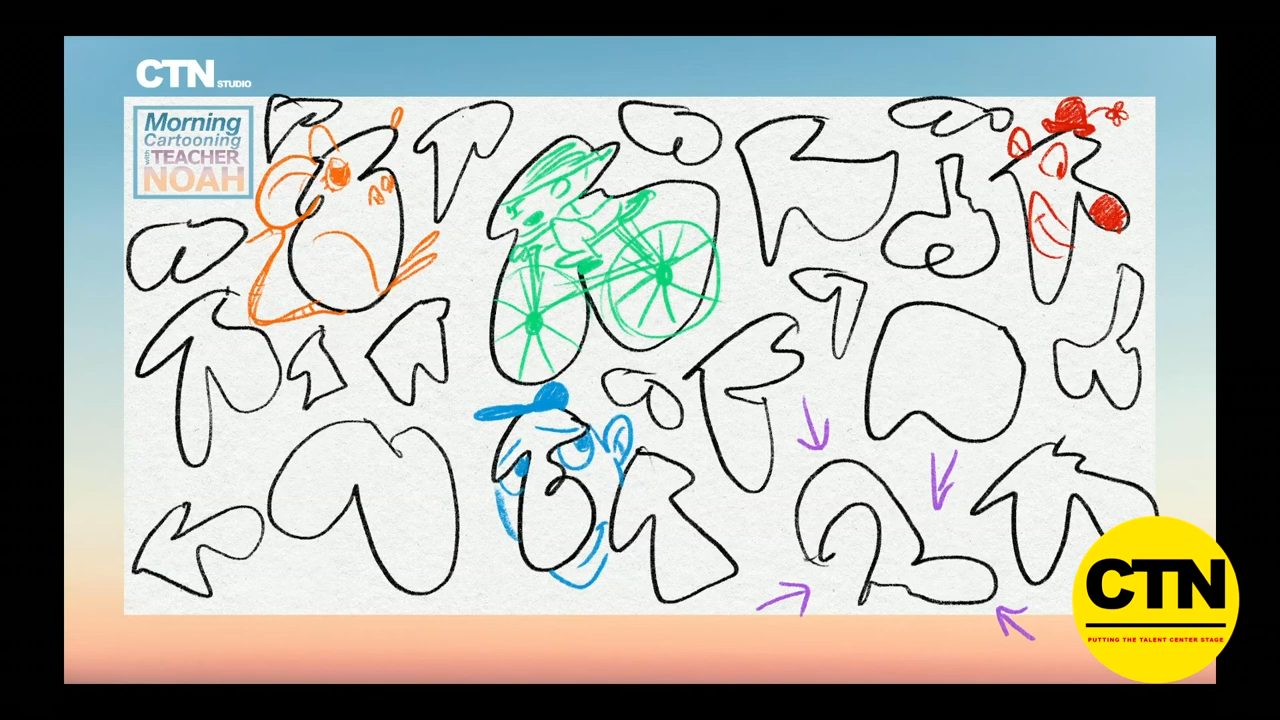 CTN STUDIO
Morning
Cartooning
with TEACHER
NOAH
CTN
PUTTING THE TALENT CENTER STAGE